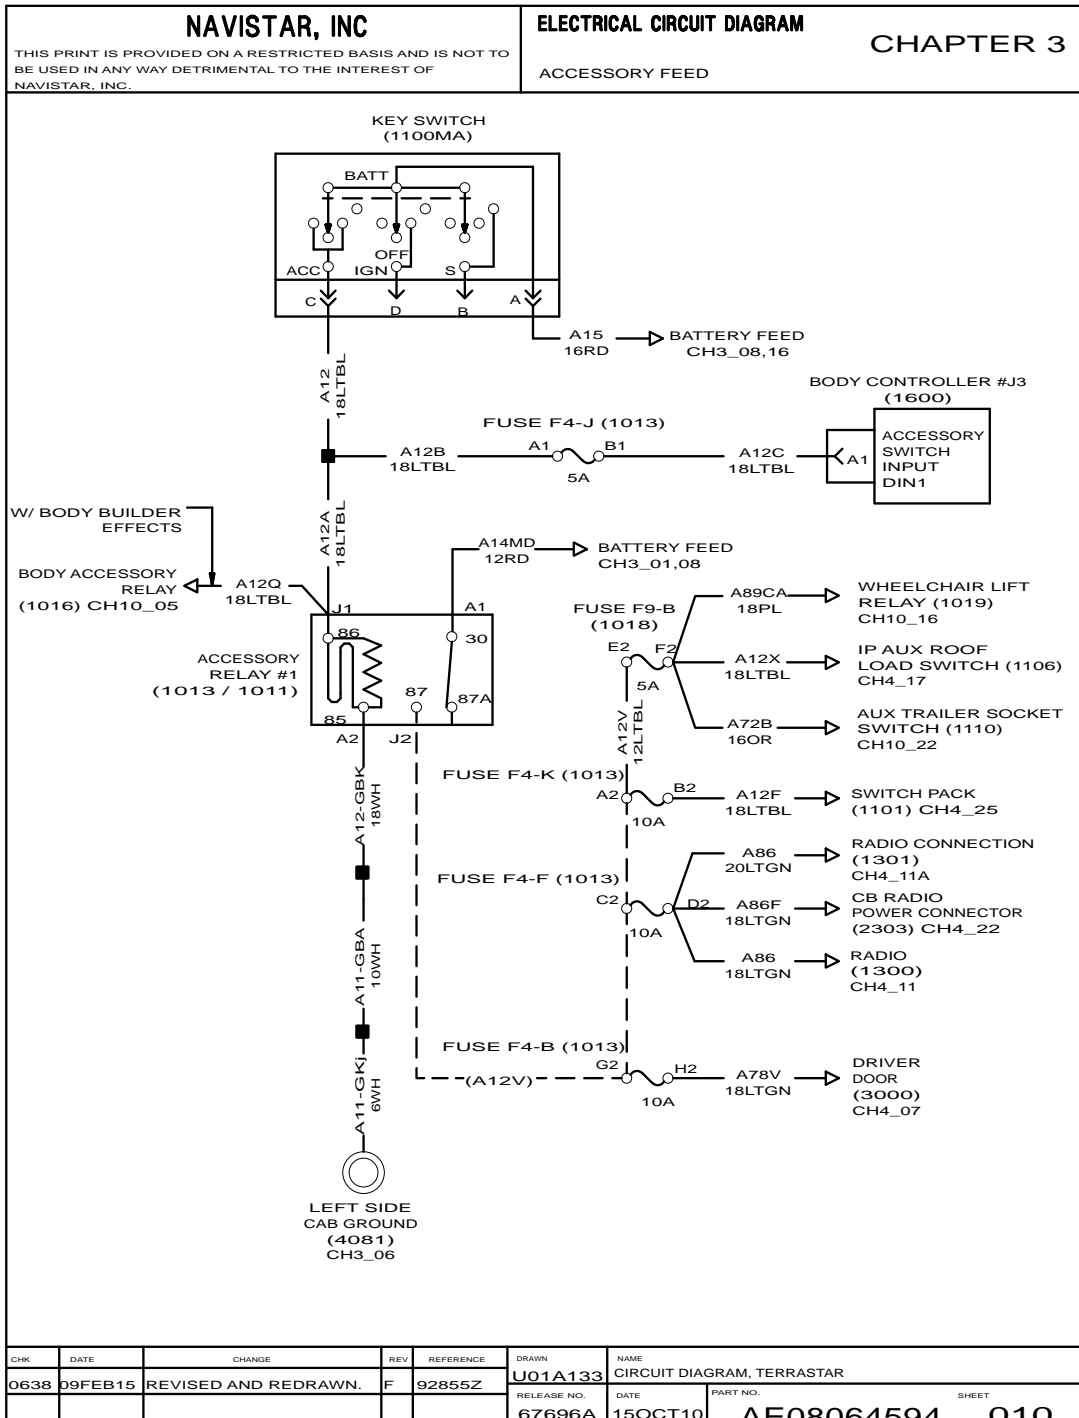 NAVISTAR, INC
THIS PRINT IS PROVIDED ON A RESTRICTED BASIS AND IS NOT TO
BE USED IN ANY WAY DETRIMENTAL TO THE INTEREST OF
NAVISTAR, INC.
ELECTRICAL CIRCUIT DIAGRAM
ACCESSORY FEED
CHAPTER 3
KEY SWITCH
(1100MA)
BATT
OFF
ACC
IGN
S
C
D
B
A
A15
16RD
BATTERY FEED
CH3_08,16
A12
18LTBL
BODY CONTROLLER #J3
(1600)
FUSE F4-J (1013)
A12B
18LTBL
A1
B1
5A
A12C
18LTBL
A1
ACCESSORY
SWITCH
INPUT
DIN1
W/ BODY BUILDER
EFFECTS
A12A
18LTBL
BODY ACCESSORY
RELAY
(1016) CH10_05
A12Q
18LTBL
A14MD
12RD
BATTERY FEED
CH3_01,08
J1
A1
86
30
ACCESSORY
RELAY #1
(1013 / 1011)
87
87A
85
A2
J2
FUSE F9-B
(1018)
E2
F2
5A
A89CA
18PL
WHEELCHAIR LIFT
RELAY (1019)
CH10_16
A12X
18LTBL
IP AUX ROOF
LOAD SWITCH (1106)
CH4_17
A72B
16OR
AUX TRAILER SOCKET
SWITCH (1110)
CH10_22
A12V
12LTBL
FUSE F4-K (1013)
A2
B2
10A
A12F
18LTBL
SWITCH PACK
(1101) CH4_25
A12-GBK
18WH
FUSE F4-F (1013)
C2
D2
10A
A86
20LTGN
RADIO CONNECTION
(1301)
CH4_11A
A86F
18LTGN
CB RADIO
POWER CONNECTOR
(2303) CH4_22
A86
18LTGN
RADIO
(1300)
CH4_11
A11-GBA
10WH
FUSE F4-B (1013)
G2
H2
10A
(A12V)
A78V
18LTGN
DRIVER
DOOR
(3000)
CH4_07
A11-GKj
6WH
LEFT SIDE
CAB GROUND
(4081)
CH3_06
CHK DATE CHANGE REV REFERENCE
0638 09FEB15 REVISED AND REDRAWN. F 92855Z
DRAWN
U01A133
NAME
CIRCUIT DIAGRAM, TERRASTAR
RELEASE NO.
67696A
DATE
15OCT10
PART NO.
AE08064594
SHEET
010